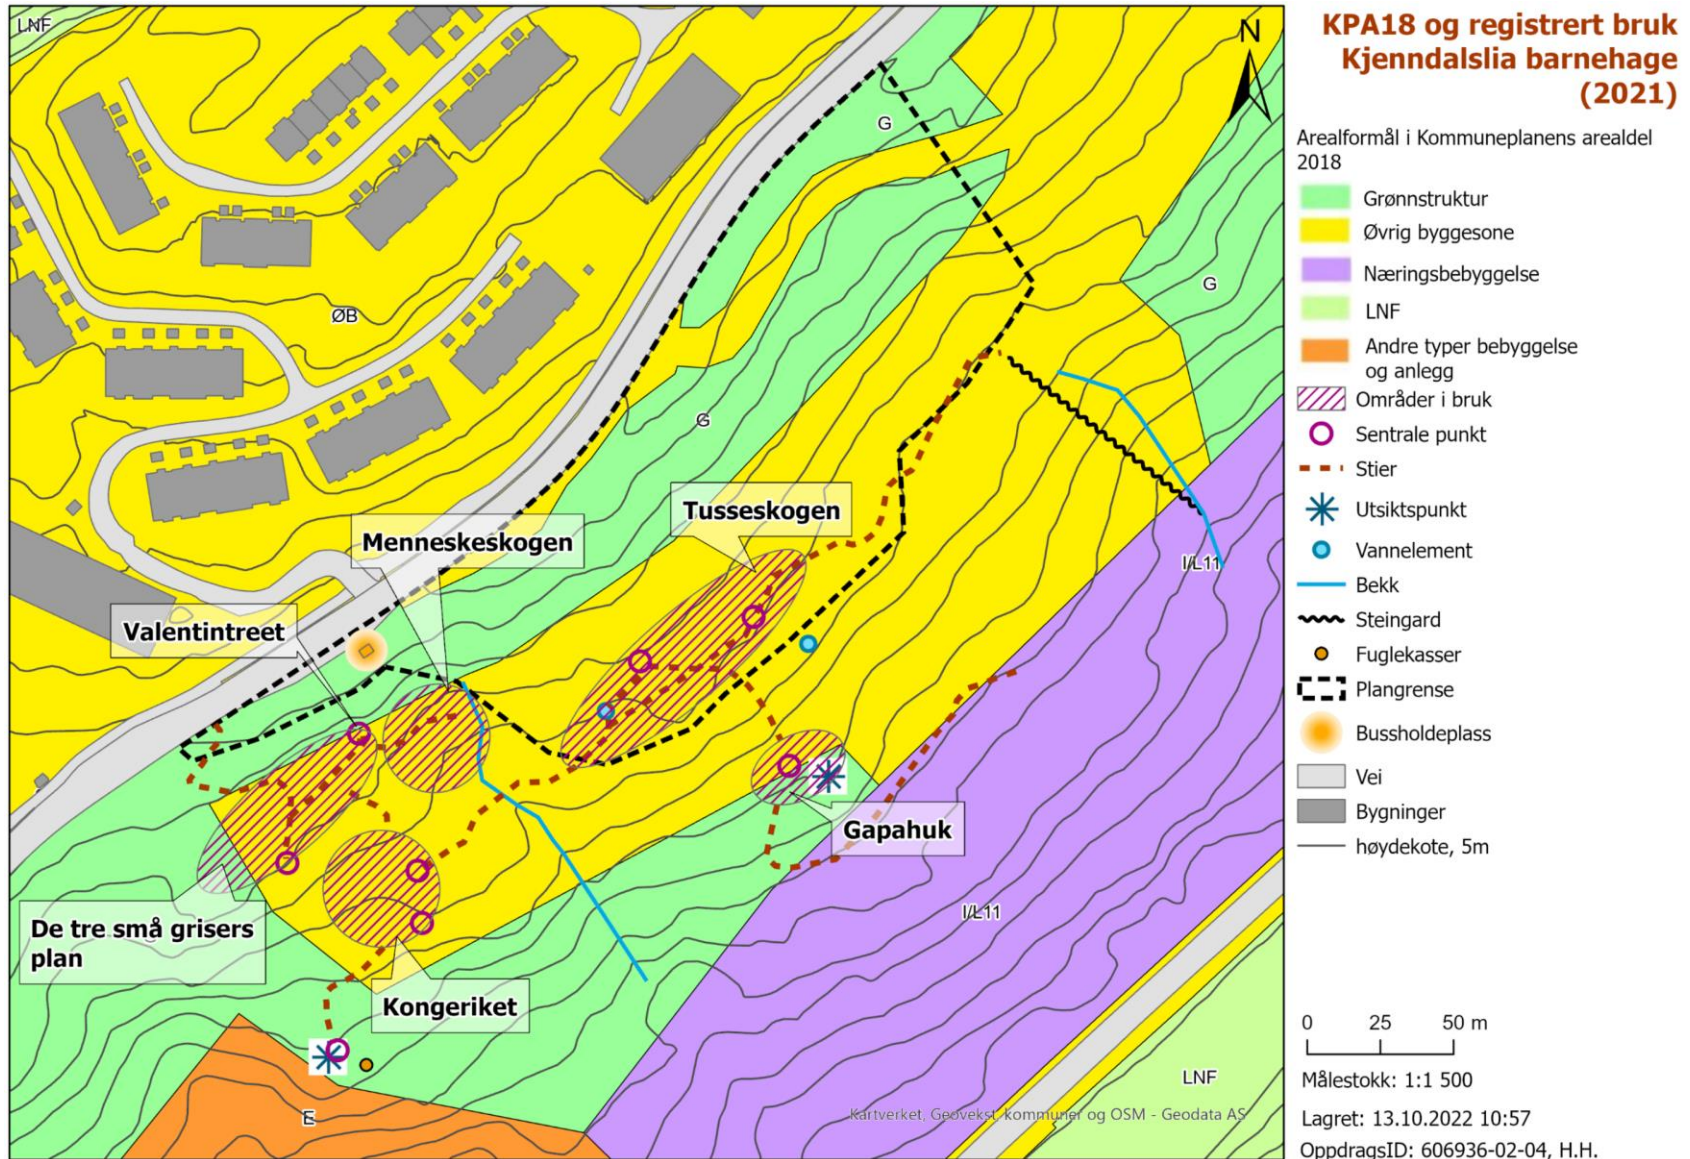 LNF
N
G
G
ØB
G
Tusseskogen
Menneskeskogen
I/L11
Valentintreet
Gapahuk
I/L11
De tre små grisers
plan
Kongeriket
LNF
E
Kartverket, Geovekst, kommuner og OSM - Geodata AS
KPA18 og registrert bruk
Kjenndalslia barnehage
(2021)
Arealformål i Kommuneplanens arealdel
2018
Grønnstruktur
Øvrig byggesone
Næringsbebyggelse
LNF
Andre typer bebyggelse
og anlegg
Områder i bruk
Sentrale punkt
Stier
Utsiktspunkt
Vannelement
Bekk
Steingard
Fuglekasser
Plangrense
Bussholdeplass
Vei
Bygninger
høydekote, 5m
0 25 50 m
Målestokk: 1:1 500
Lagret: 13.10.2022 10:57
OppdragsID: 606936-02-04, H.H.